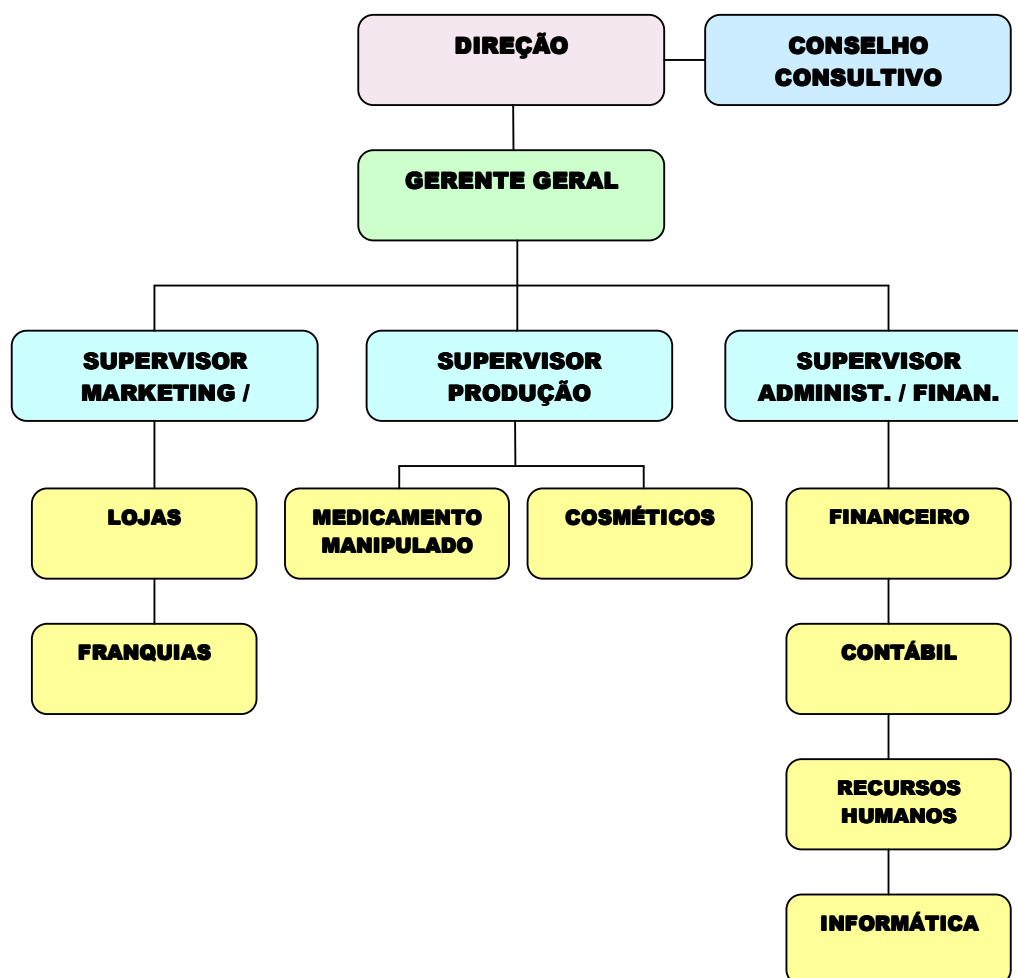 DIREÇÃO
CONSELHO
CONSULTIVO
GERENTE GERAL
SUPERVISOR
MARKETING /
SUPERVISOR
PRODUÇÃO
SUPERVISOR
ADMINIST. / FINAN.
LOJAS
MEDICAMENTO
MANIPULADO
COSMÉTICOS
FINANCEIRO
FRANQUIAS
CONTÁBIL
RECURSOS
HUMANOS
INFORMÁTICA